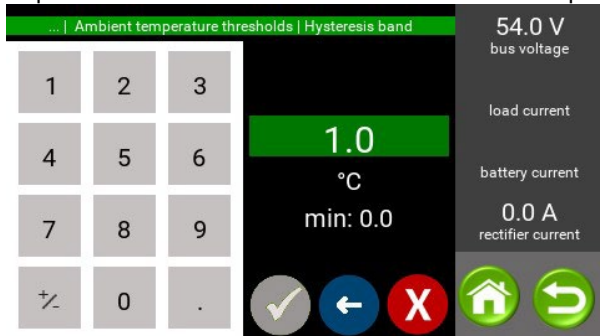 ... | Ambient temperature thresholds | Hysteresis band
1 2 3
4 5 6
7 8 9
+/- 0 .
1.0
°C
min: 0.0
X
54.0 V
bus voltage
load current
battery current
0.0 A
rectifier current